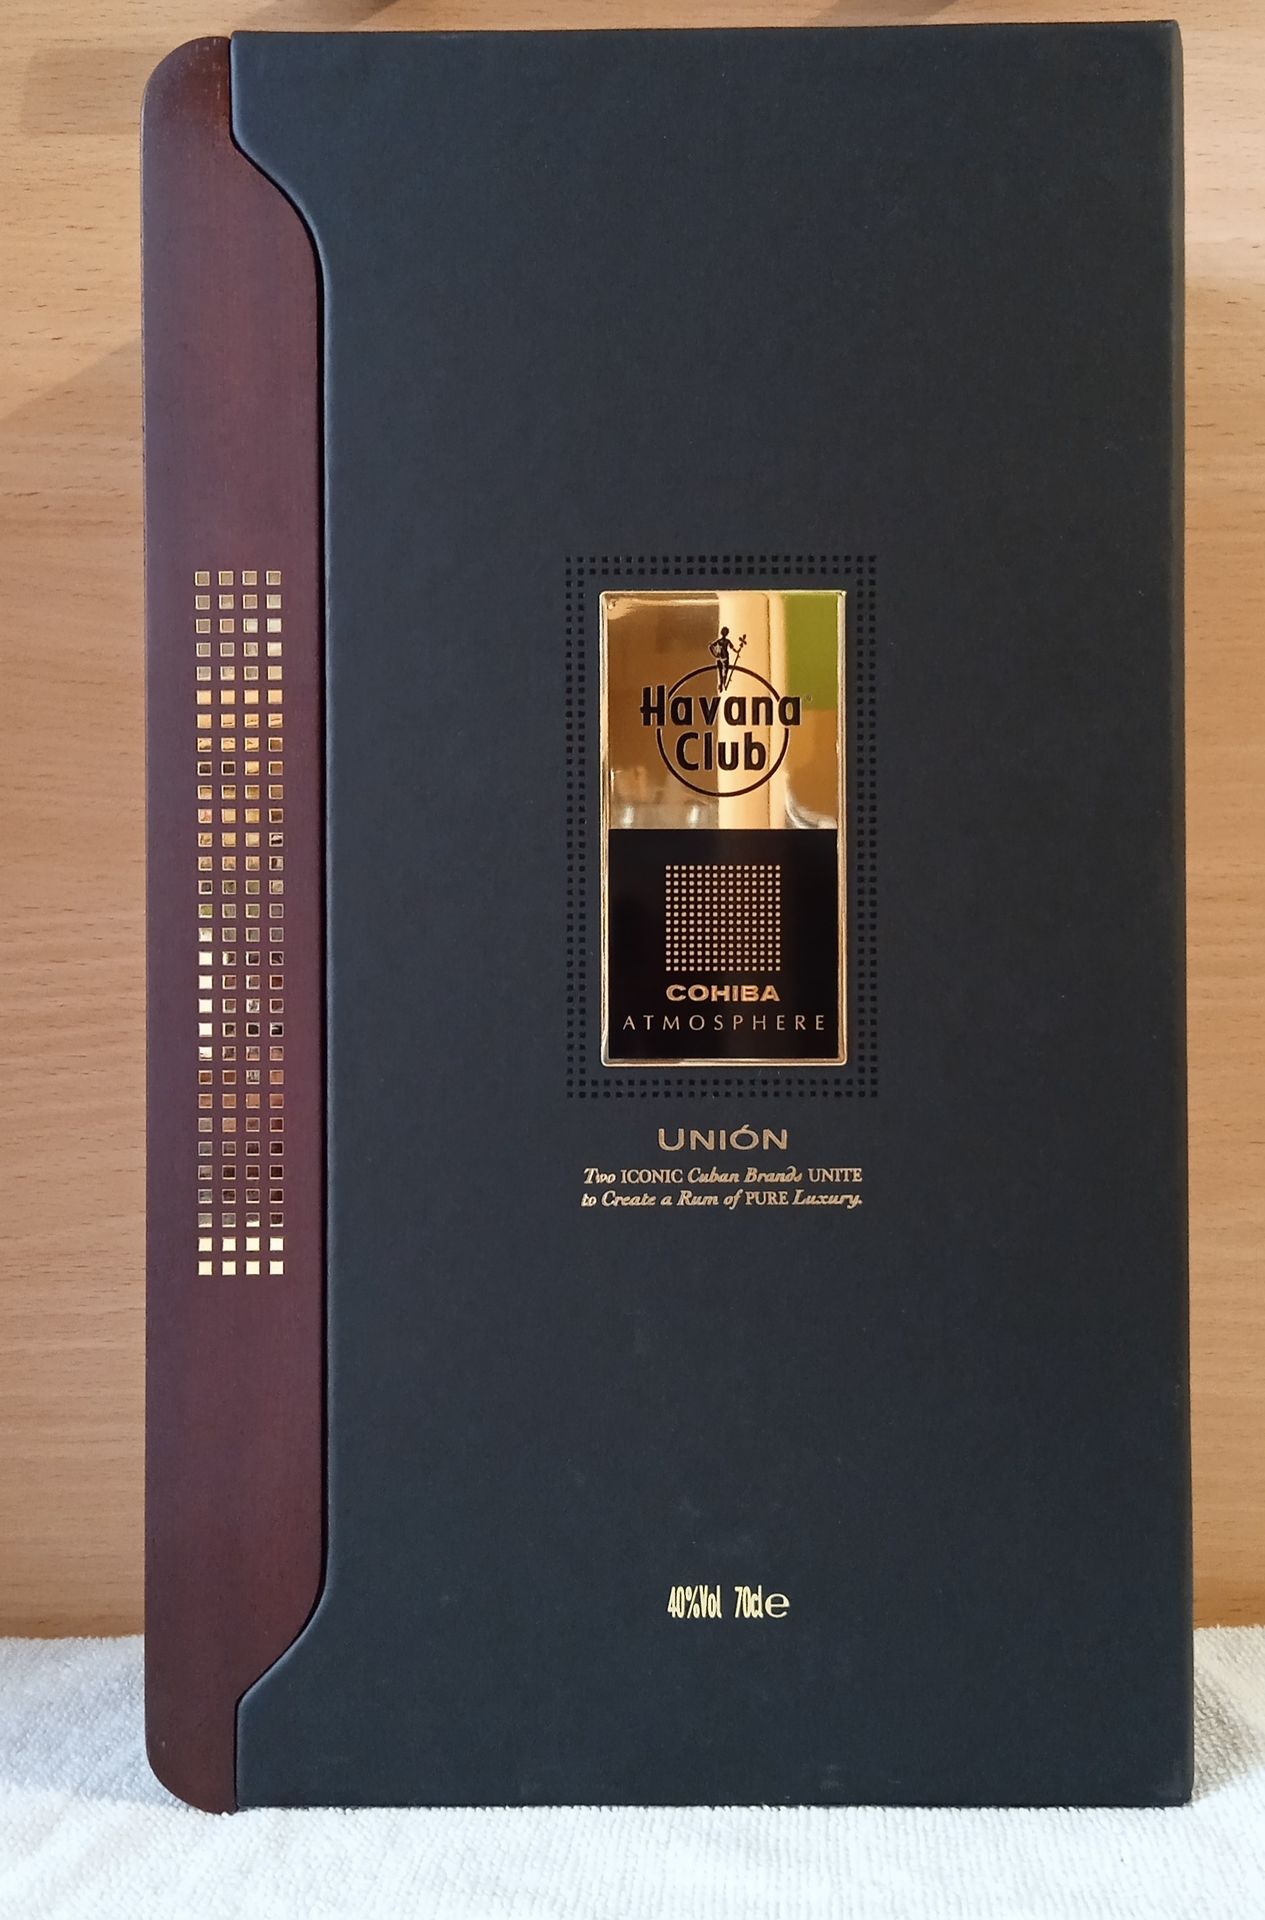 Havana
Club
COHIBA
ATMOSPHERE
UNIÓN
Two ICONIC Cuban Brands UNITE
to Create a Rum of PURE Luxury.
40%Vol 70cl e